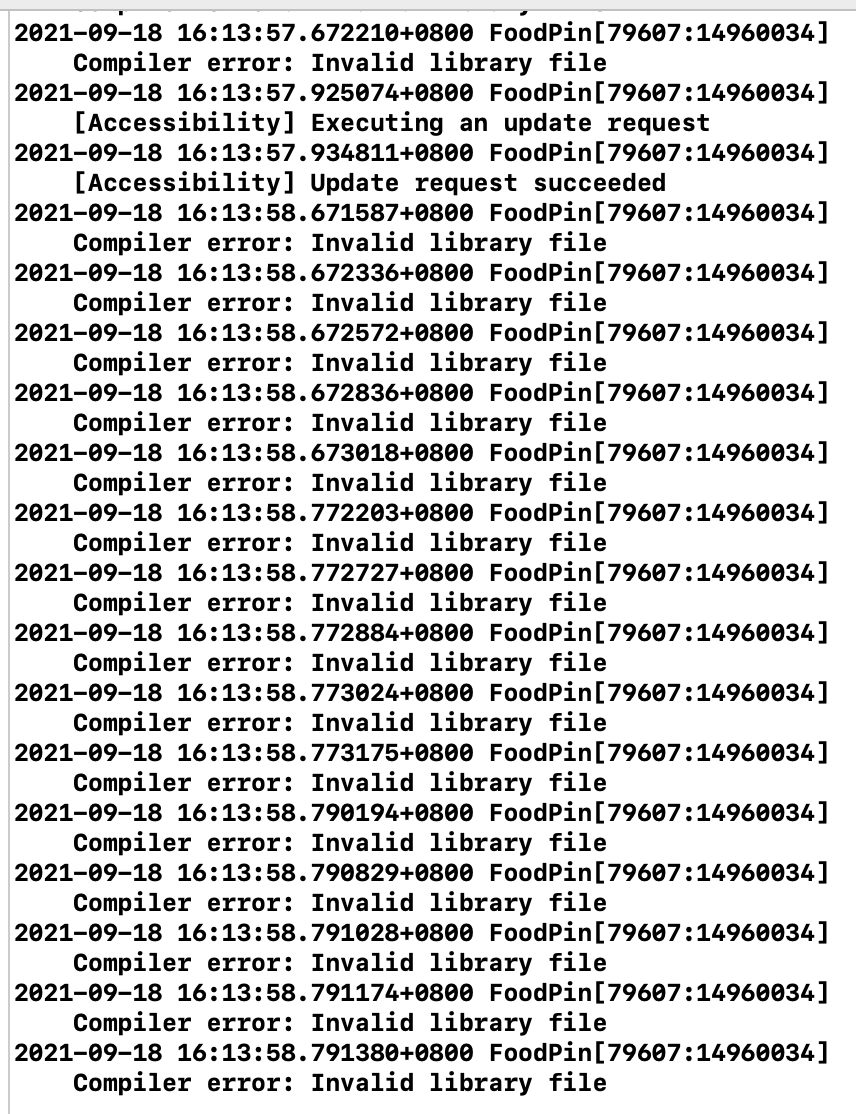 2021-09-18 16:13:57.672210+0800 FoodPin[79607:14960034]
Compiler error: Invalid library file
2021-09-18 16:13:57.925074+0800 FoodPin[79607:14960034]
[Accessibility] Executing an update request
2021-09-18 16:13:57.934811+0800 FoodPin[79607:14960034]
[Accessibility] Update request succeeded
2021-09-18 16:13:58.671587+0800 FoodPin[79607:14960034]
Compiler error: Invalid library file
2021-09-18 16:13:58.672336+0800 FoodPin[79607:14960034]
Compiler error: Invalid library file
2021-09-18 16:13:58.672572+0800 FoodPin[79607:14960034]
Compiler error: Invalid library file
2021-09-18 16:13:58.672836+0800 FoodPin[79607:14960034]
Compiler error: Invalid library file
2021-09-18 16:13:58.673018+0800 FoodPin[79607:14960034]
Compiler error: Invalid library file
2021-09-18 16:13:58.772203+0800 FoodPin[79607:14960034]
Compiler error: Invalid library file
2021-09-18 16:13:58.772727+0800 FoodPin[79607:14960034]
Compiler error: Invalid library file
2021-09-18 16:13:58.772884+0800 FoodPin[79607:14960034]
Compiler error: Invalid library file
2021-09-18 16:13:58.773024+0800 FoodPin[79607:14960034]
Compiler error: Invalid library file
2021-09-18 16:13:58.773175+0800 FoodPin[79607:14960034]
Compiler error: Invalid library file
2021-09-18 16:13:58.790194+0800 FoodPin[79607:14960034]
Compiler error: Invalid library file
2021-09-18 16:13:58.790829+0800 FoodPin[79607:14960034]
Compiler error: Invalid library file
2021-09-18 16:13:58.791028+0800 FoodPin[79607:14960034]
Compiler error: Invalid library file
2021-09-18 16:13:58.791174+0800 FoodPin[79607:14960034]
Compiler error: Invalid library file
2021-09-18 16:13:58.791380+0800 FoodPin[79607:14960034]
Compiler error: Invalid library file